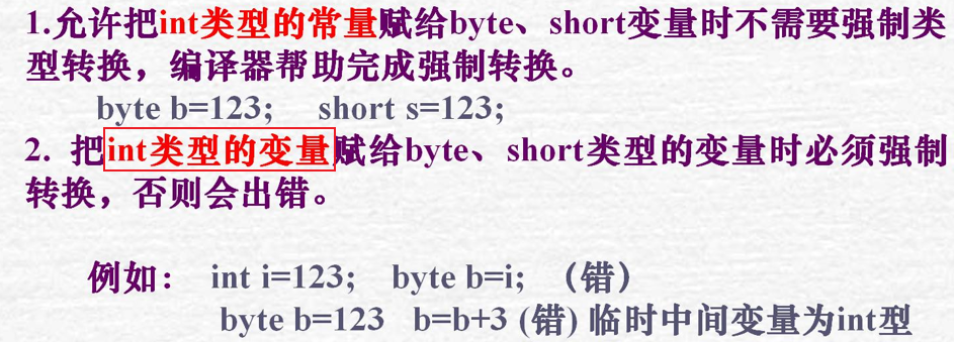 1.允许把int类型的常量赋给byte、short变量时不需要强制类
型转换，编译器帮助完成强制转换。
byte b=123;    short s=123;
2. 把int类型的变量赋给byte、short类型的变量时必须强制
转换，否则会出错。
例如： int i=123;   byte b=i; （错）
byte b=123   b=b+3 (错) 临时中间变量为int型